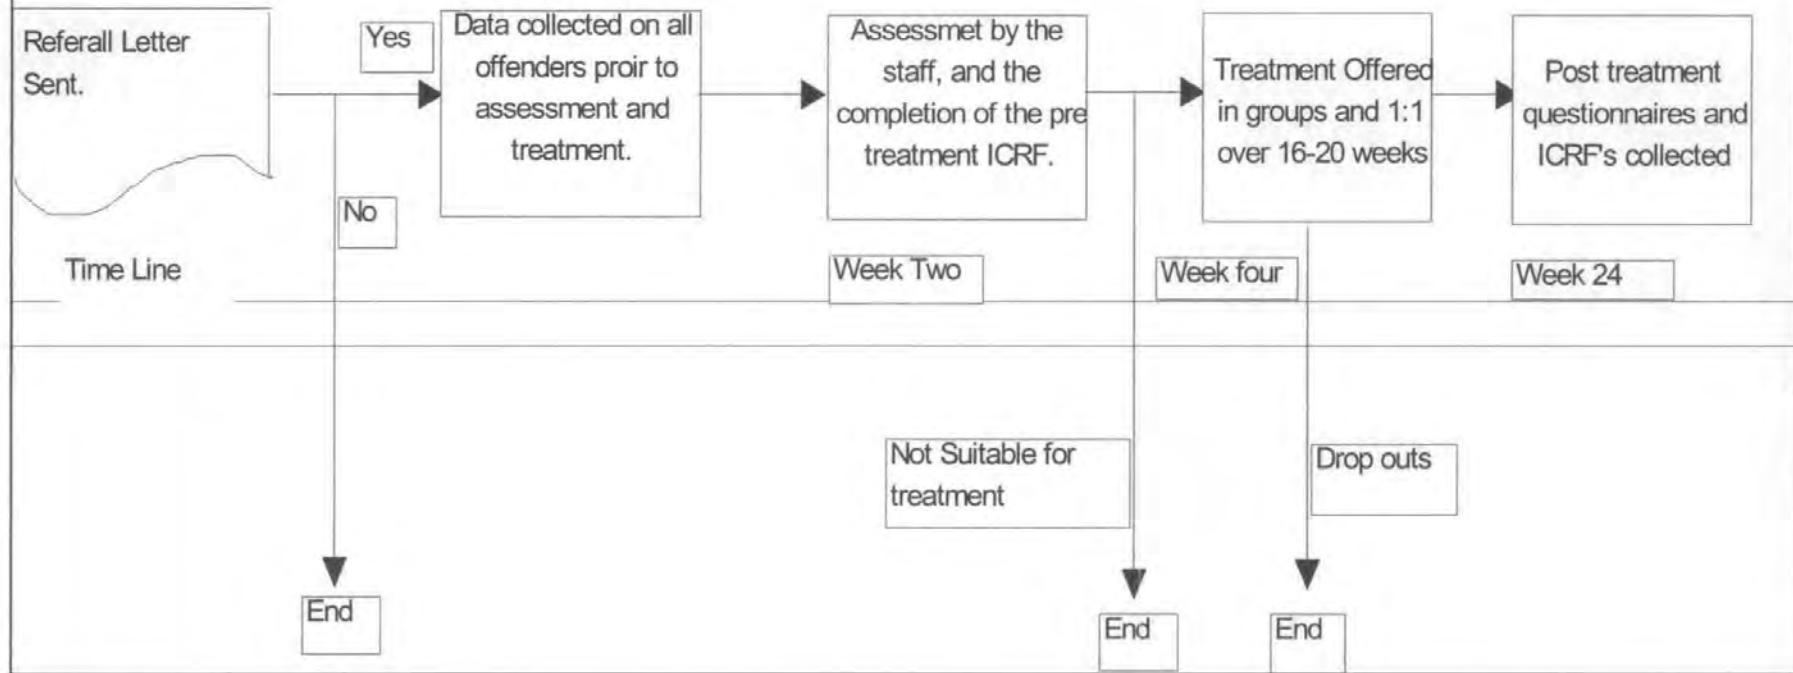 Referall Letter
Sent.
Yes
No
Data collected on all
offenders proir to
assessment and
treatment.
Assessmet by the
staff, and the
completion of the pre
treatment ICRF.
Treatment Offered
in groups and 1:1
over 16-20 weeks
Post treatment
questionnaires and
ICRF's collected
Time Line
Week Two
Week four
Week 24
Not Suitable for
treatment
Drop outs
End
End
End